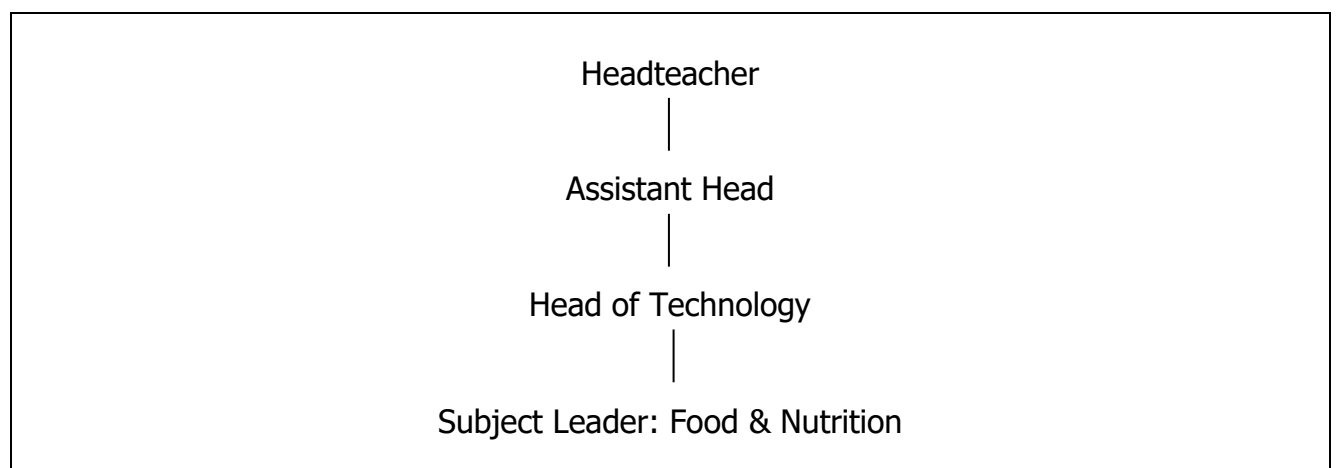 Headteacher
Assistant Head
Head of Technology
Subject Leader: Food & Nutrition